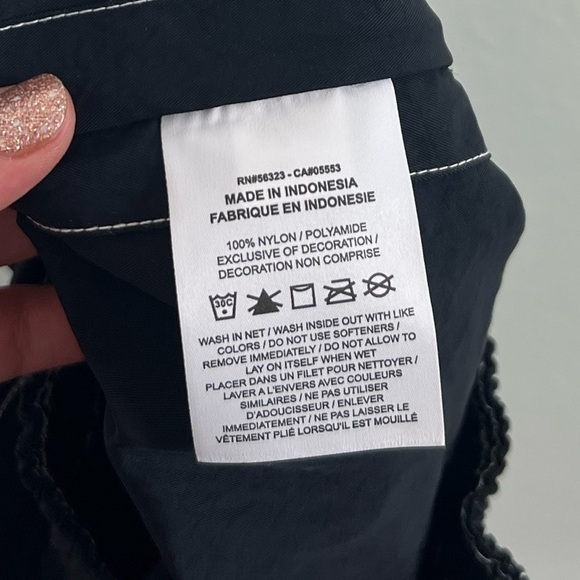 RN#56323 - CA#05553
MADE IN INDONESIA
FABRIQUE EN INDONESIE
100% NYLON / POLYAMIDE
EXCLUSIVE OF DECORATION /
DECORATION NON COMPRISE
30C
WASH IN NET / WASH INSIDE OUT WITH LIKE
COLORS / DO NOT USE SOFTENERS /
REMOVE IMMEDIATELY / DO NOT ALLOW TO
LAY ON ITSELF WHEN WET
PLACER DANS UN FILET POUR NETTOYER /
LAVER A L'ENVERS AVEC COULEURS
SIMILAIRES / NE PAS UTILISER
D'ADOUCISSEUR / ENLEVER
IMMEDIATEMENT / NE PAS LAISSER LE
VÊTEMENT PLIÉ LORSQU'IL EST MOUILLÉ